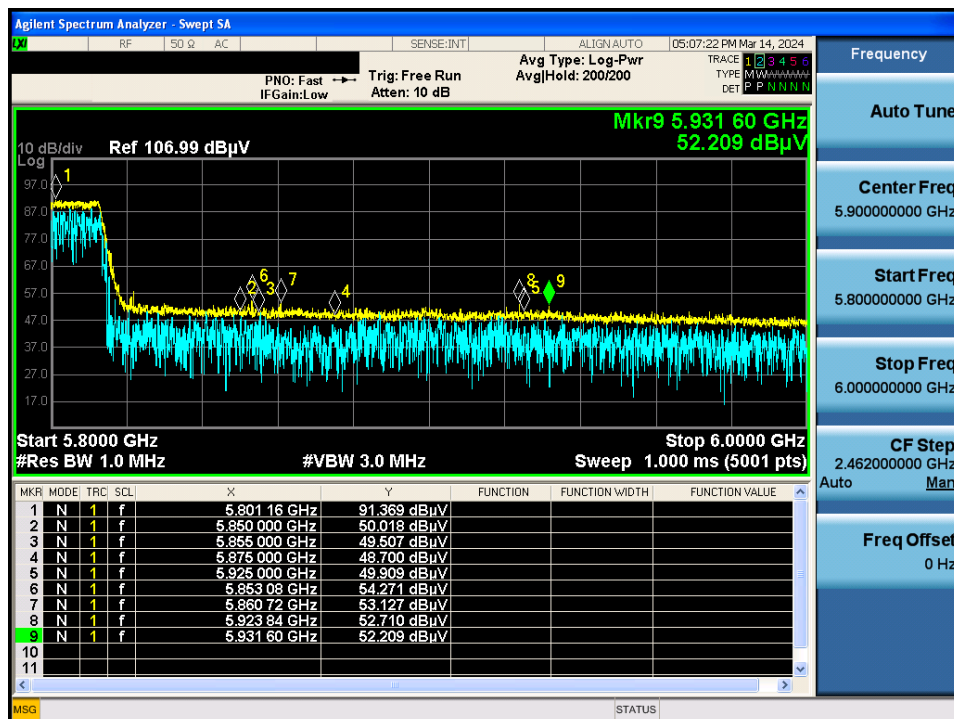 Agilent Spectrum Analyzer - Swept SA
LXI RF 50 Ω AC SENSE:INT ALIGN AUTO 05:07:22 PM Mar 14, 2024
PNO: Fast Trig: Free Run Avg Type: Log-Pwr TRACE 1 2 3 4 5 6
IFGain:Low Atten: 10 dB Avg|Hold: 200/200 TYPE M W
DET P P N N N N
Mkr9 5.931 60 GHz
52.209 dBµV
10 dB/div Ref 106.99 dBµV
Log
97.0
87.0
77.0
67.0
57.0
47.0
37.0
27.0
17.0
1
2
6
3
7
4
8
5
9
Start 5.8000 GHz Stop 6.0000 GHz
#Res BW 1.0 MHz #VBW 3.0 MHz Sweep 1.000 ms (5001 pts)
MKR MODE TRC SCL X Y FUNCTION FUNCTION WIDTH FUNCTION VALUE
1 N 1 f 5.801 16 GHz 91.369 dBµV
2 N 1 f 5.850 000 GHz 50.018 dBµV
3 N 1 f 5.855 000 GHz 49.507 dBµV
4 N 1 f 5.875 000 GHz 48.700 dBµV
5 N 1 f 5.925 000 GHz 49.909 dBµV
6 N 1 f 5.853 08 GHz 54.271 dBµV
7 N 1 f 5.860 72 GHz 53.127 dBµV
8 N 1 f 5.923 84 GHz 52.710 dBµV
9 N 1 f 5.931 60 GHz 52.209 dBµV
10
11
MSG STATUS
Frequency
Auto Tune
Center Freq
5.900000000 GHz
Start Freq
5.800000000 GHz
Stop Freq
6.000000000 GHz
CF Step
2.462000000 GHz
Auto Man
Freq Offset
0 Hz